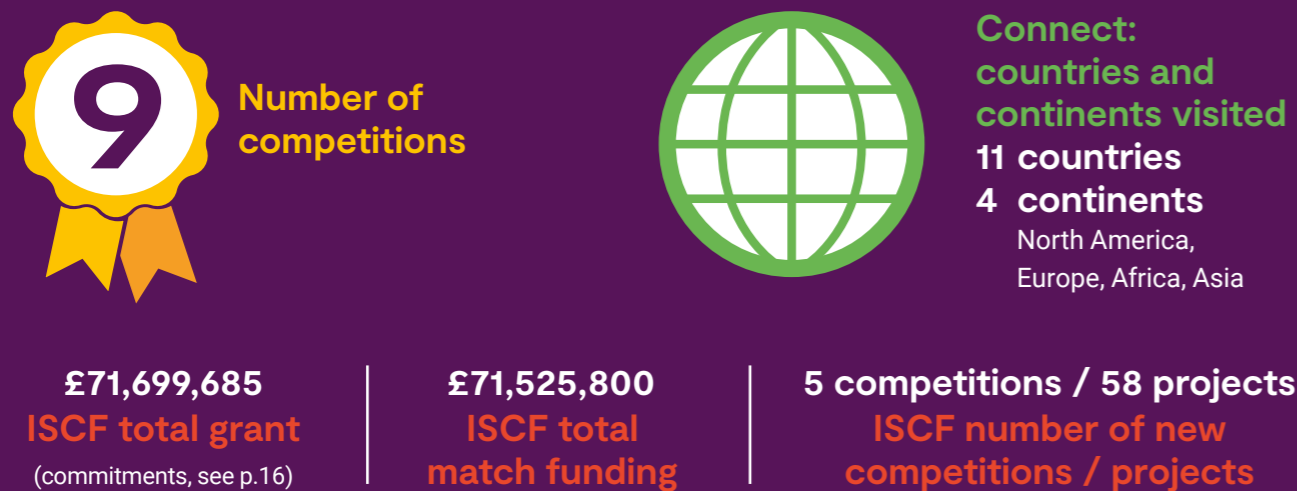 9
Number of
competitions
Connect:
countries and
continents visited
11 countries
4 continents
North America,
Europe, Africa, Asia
£71,699,685
ISCF total grant
(commitments, see p.16)
£71,525,800
ISCF total
match funding
5 competitions / 58 projects
ISCF number of new
competitions / projects